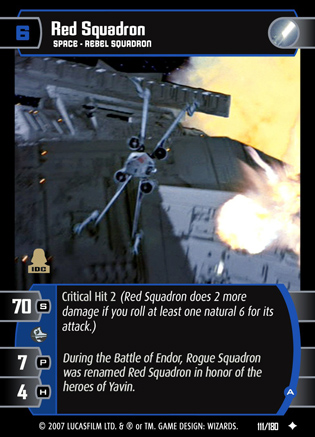 6
Red Squadron
SPACE - REBEL SQUADRON
IDC
70 S
Critical Hit 2 (Red Squadron does 2 more
damage if you roll at least one natural 6 for its
attack.)
7 P
4 H
During the Battle of Endor, Rogue Squadron
was renamed Red Squadron in honor of the
heroes of Yavin.
A
© 2007 LUCASFILM LTD. & ® or TM. GAME DESIGN: WIZARDS.
111/180